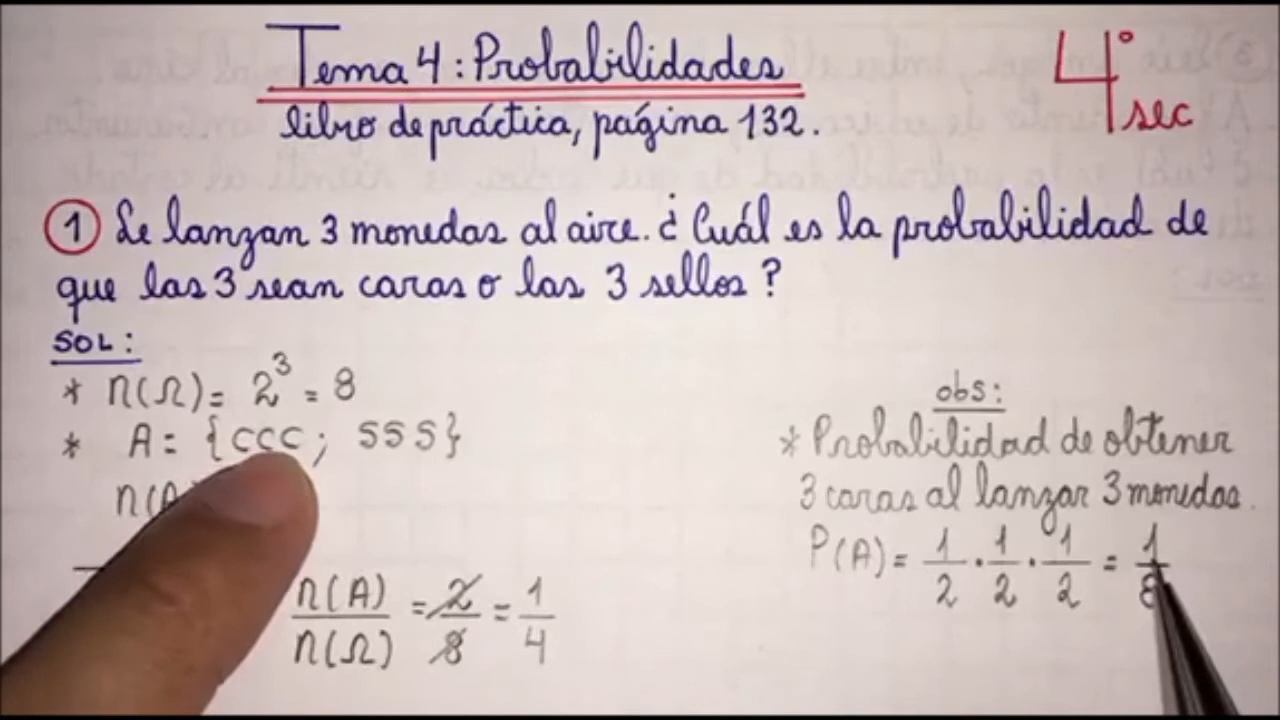 Tema 4: Probabilidades
4° sec
libro de práctica, página 132.
1 Se lanzan 3 monedas al aire. ¿Cuál es la probabilidad de
que las 3 sean caras o las 3 sellos?
SOL:
* n(Ω) = 2³ = 8
* A = {CCC; SSS}
n(A)
n(A)/n(Ω) = 2/8 = 1/4
obs:
* Probabilidad de obtener
3 caras al lanzar 3 monedas.
P(A) = 1/2 · 1/2 · 1/2 = 1/8